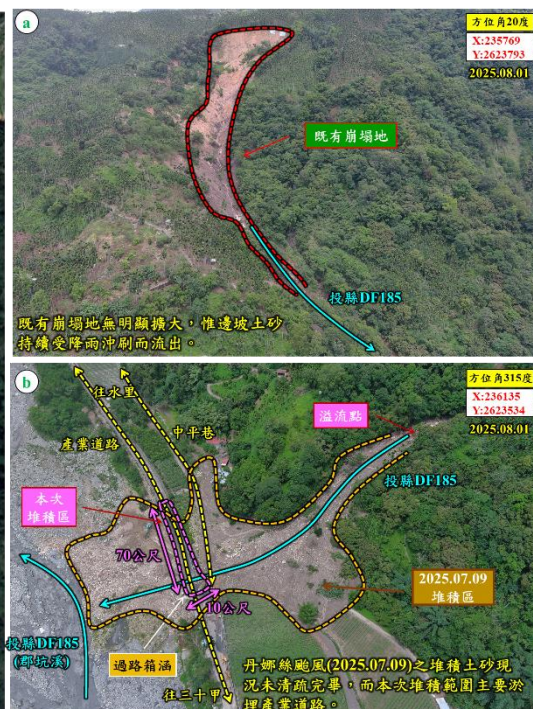 a
方位角20度
X:235769
Y:2623793
2025.08.01
既有崩塌地
投縣DF185
既有崩塌地無明顯擴大，惟邊坡土砂
持續受降雨沖刷而流出。
b
方位角315度
X:236135
Y:2623534
2025.08.01
往水里
中平巷
產業道路
溢流點
投縣DF185
本次
堆積區
70公尺
10公尺
2025.07.09
堆積區
投縣DF185
(郡坑溪)
過路箱涵
往三十甲
丹娜絲颱風(2025.07.09)之堆積土砂現
況未清疏完畢，而本次堆積範圍主要淤
埋產業道路。